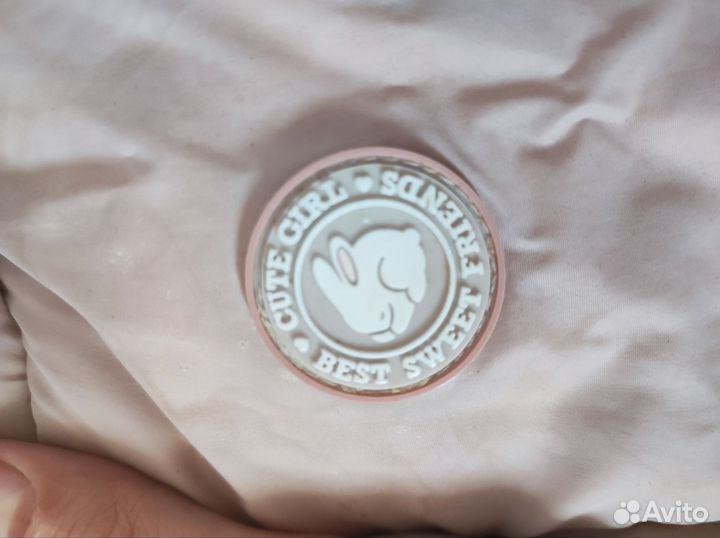 ♥ CUTE GIRL ♥
BEST SWEET FRIENDS
Avito